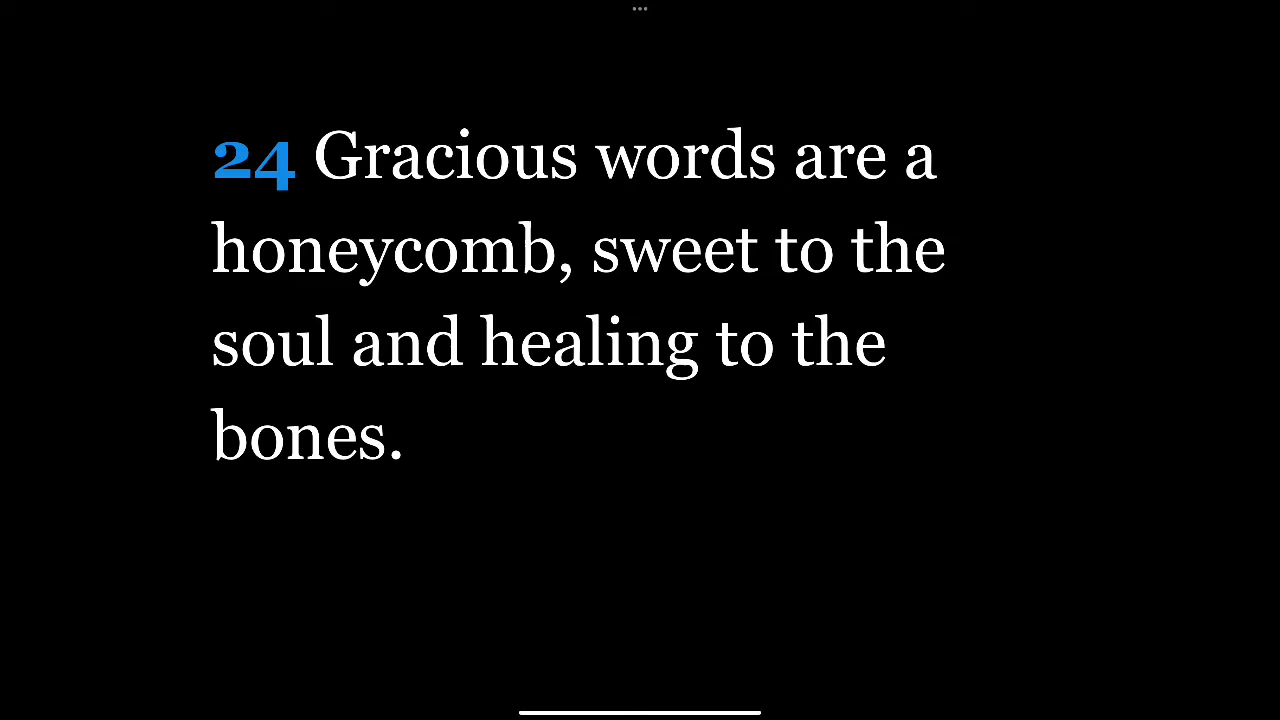 24 Gracious words are a
honeycomb, sweet to the
soul and healing to the
bones.